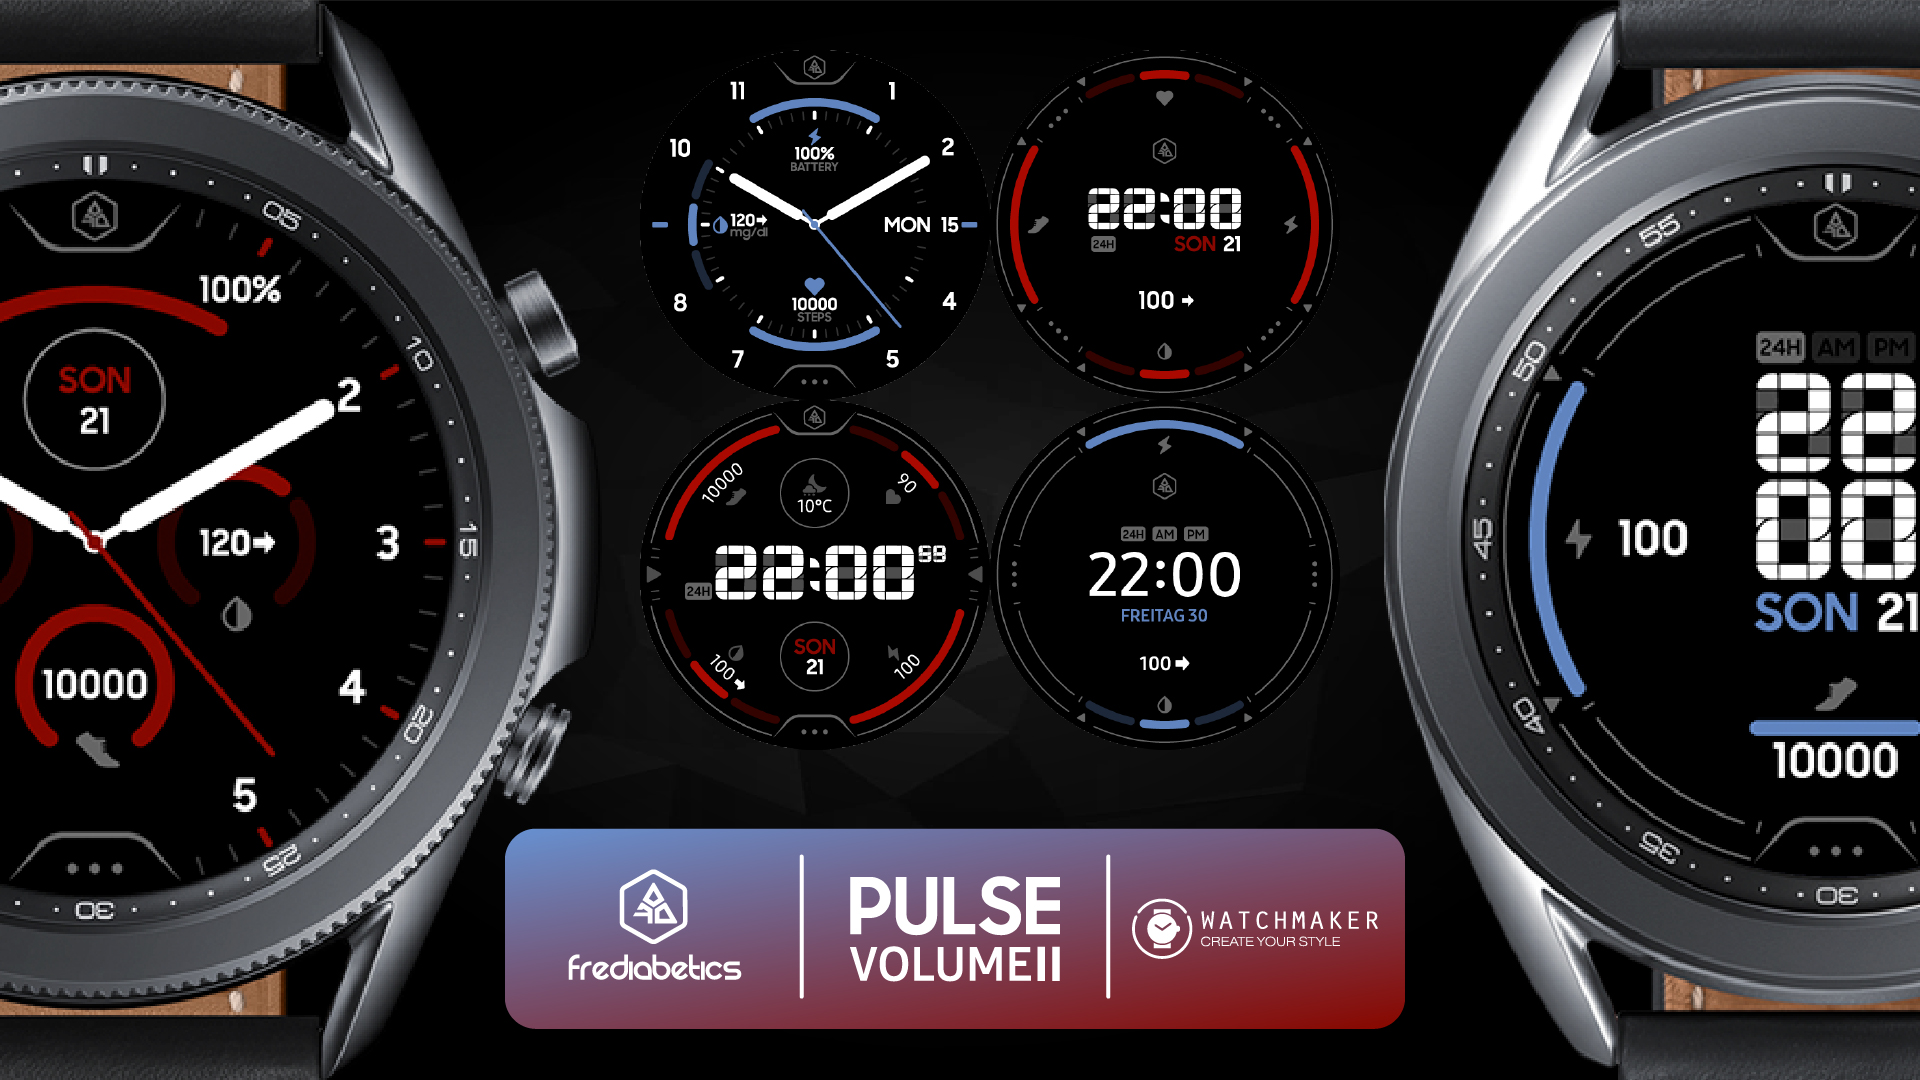 05
100%
10
SON
21
2
120
3
15
10000
4
20
5
25
30
11
1
10
2
100%
BATTERY
120
mg/dl
MON 15
8
4
10000
STEPS
7
5
22:00
24H
SON 21
100
10000
90
10°C
22:00 59
24H
SON
21
100
100
24H AM PM
22:00
FREITAG 30
100
55
50
24H AM PM
22
00
45
100
SON 21
40
10000
35
30
frediabetics
PULSE
VOLUME II
WATCHMAKER
CREATE YOUR STYLE